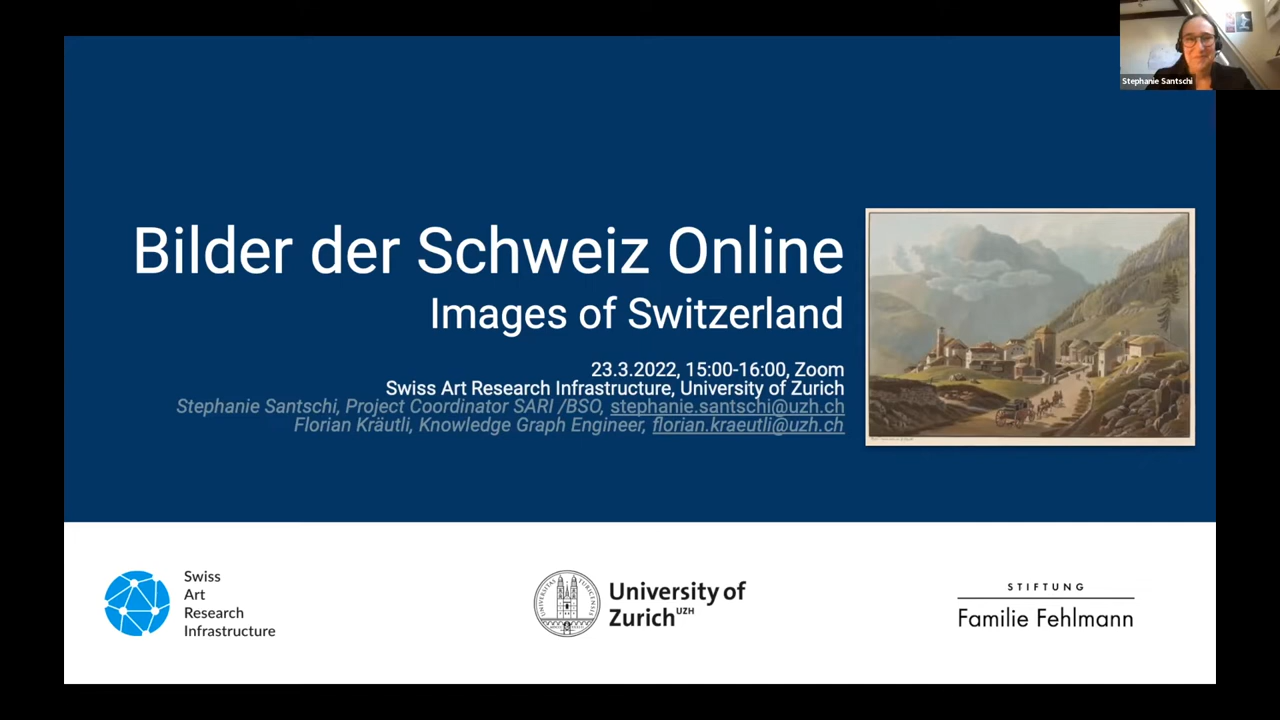 Stephanie Santschi
Bilder der Schweiz Online
Images of Switzerland
23.3.2022, 15:00-16:00, Zoom
Swiss Art Research Infrastructure, University of Zurich
Stephanie Santschi, Project Coordinator SARI /BSO, stephanie.santschi@uzh.ch
Florian Kräutli, Knowledge Graph Engineer, florian.kraeutli@uzh.ch
Swiss
Art
Research
Infrastructure
University of
Zurich UZH
STIFTUNG
Familie Fehlmann